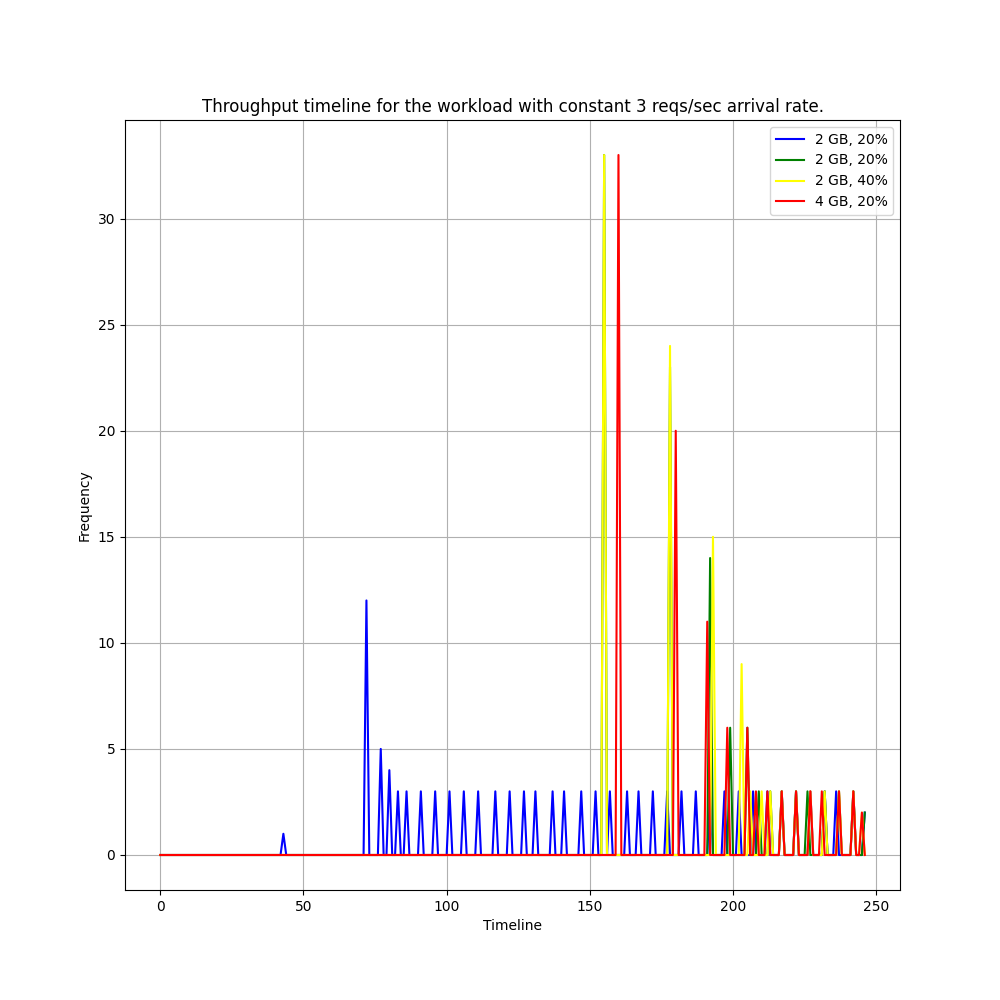 Throughput timeline for the workload with constant 3 reqs/sec arrival rate.
2 GB, 20%
2 GB, 20%
2 GB, 40%
4 GB, 20%
30
25
20
15
10
5
0
Frequency
0 50 100 150 200 250
Timeline